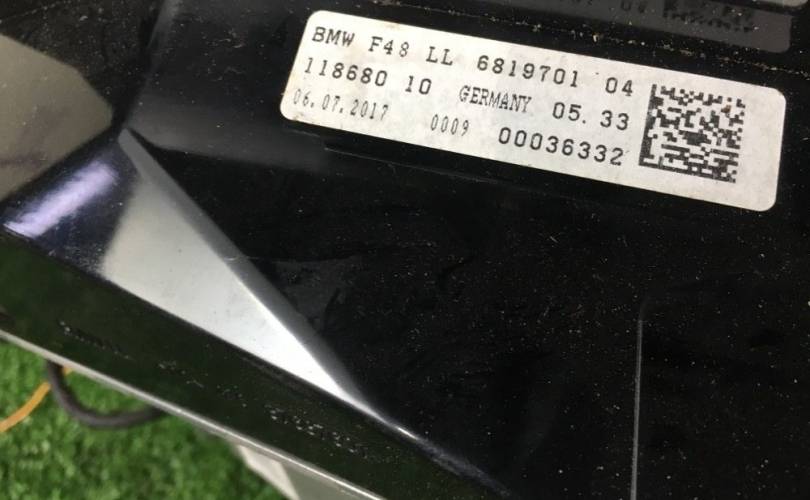 BMW F48 LL 6819701 04
118680 10 GERMANY 05.33
06.07.2017 0009 00036332